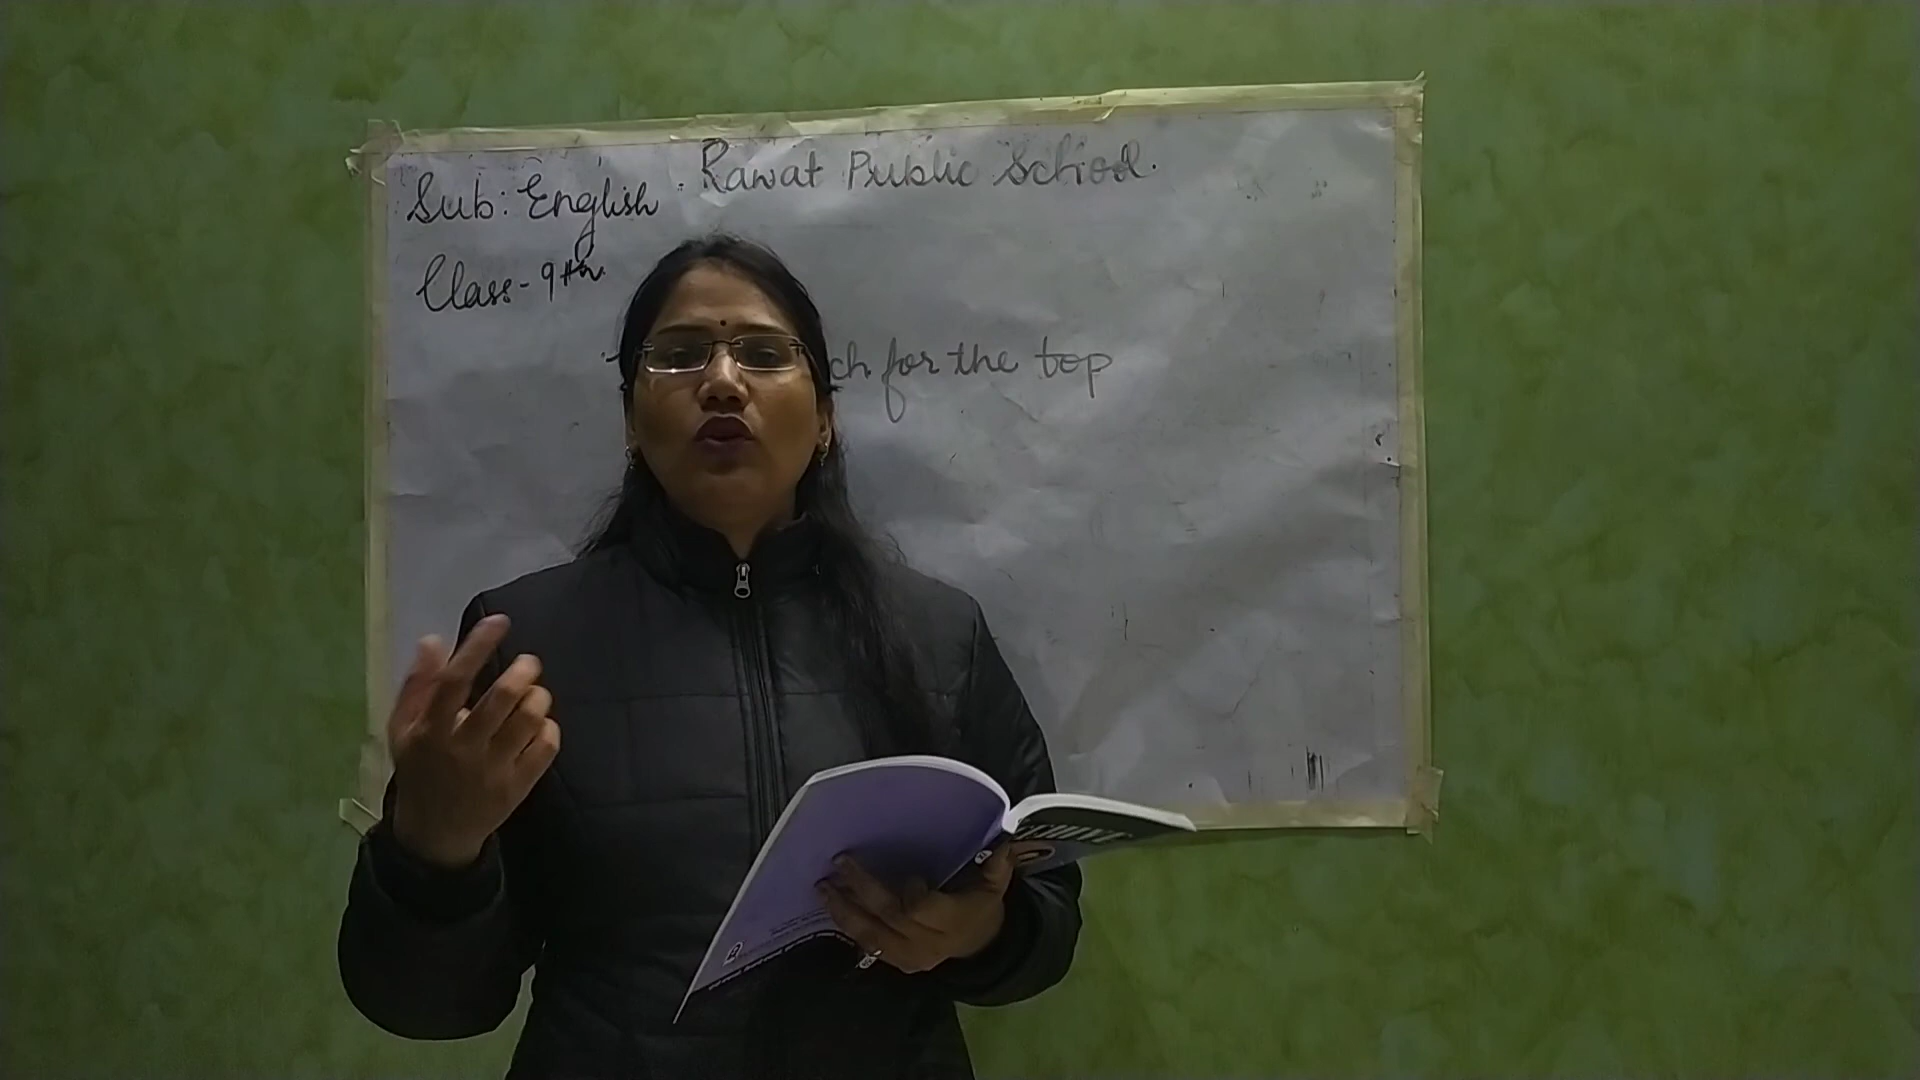 Rawat Public School.
Sub: English
Class- 9th
ch for the top